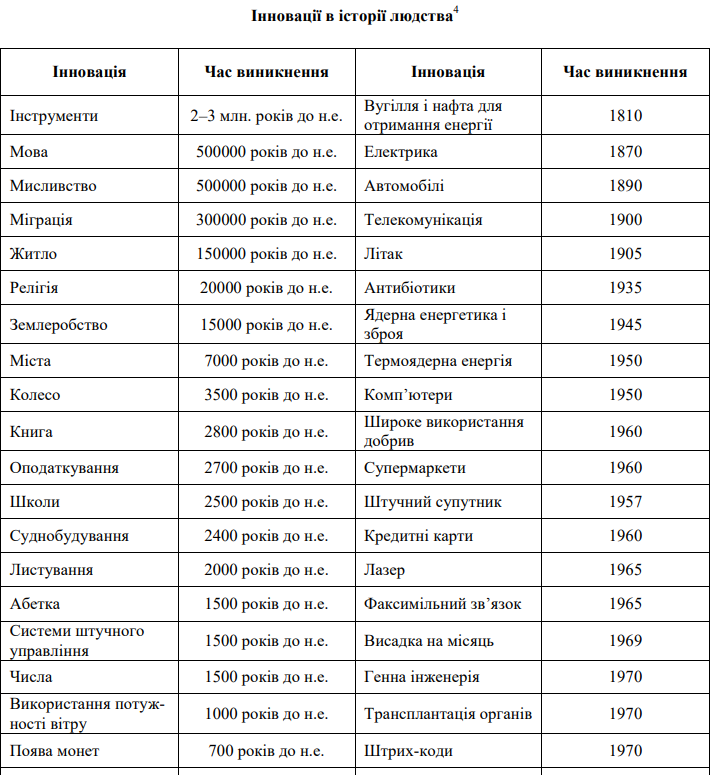 Інновації в історії людства4
Інновація Час виникнення Інновація Час виникнення
Інструменти 2–3 млн. років до н.е. Вугілля і нафта для
отримання енергії 1810
Мова 500000 років до н.е. Електрика 1870
Мисливство 500000 років до н.е. Автомобілі 1890
Міграція 300000 років до н.е. Телекомунікація 1900
Житло 150000 років до н.е. Літак 1905
Релігія 20000 років до н.е. Антибіотики 1935
Землеробство 15000 років до н.е. Ядерна енергетика і
зброя 1945
Міста 7000 років до н.е. Термоядерна енергія 1950
Колесо 3500 років до н.е. Комп’ютери 1950
Книга 2800 років до н.е. Широке використання
добрив 1960
Оподаткування 2700 років до н.е. Супермаркети 1960
Школи 2500 років до н.е. Штучний супутник 1957
Суднобудування 2400 років до н.е. Кредитні карти 1960
Листування 2000 років до н.е. Лазер 1965
Абетка 1500 років до н.е. Факсимільний зв’язок 1965
Системи штучного
управління 1500 років до н.е. Висадка на місяць 1969
Числа 1500 років до н.е. Генна інженерія 1970
Використання потуж-
ності вітру 1000 років до н.е. Трансплантація органів 1970
Поява монет 700 років до н.е. Штрих-коди 1970